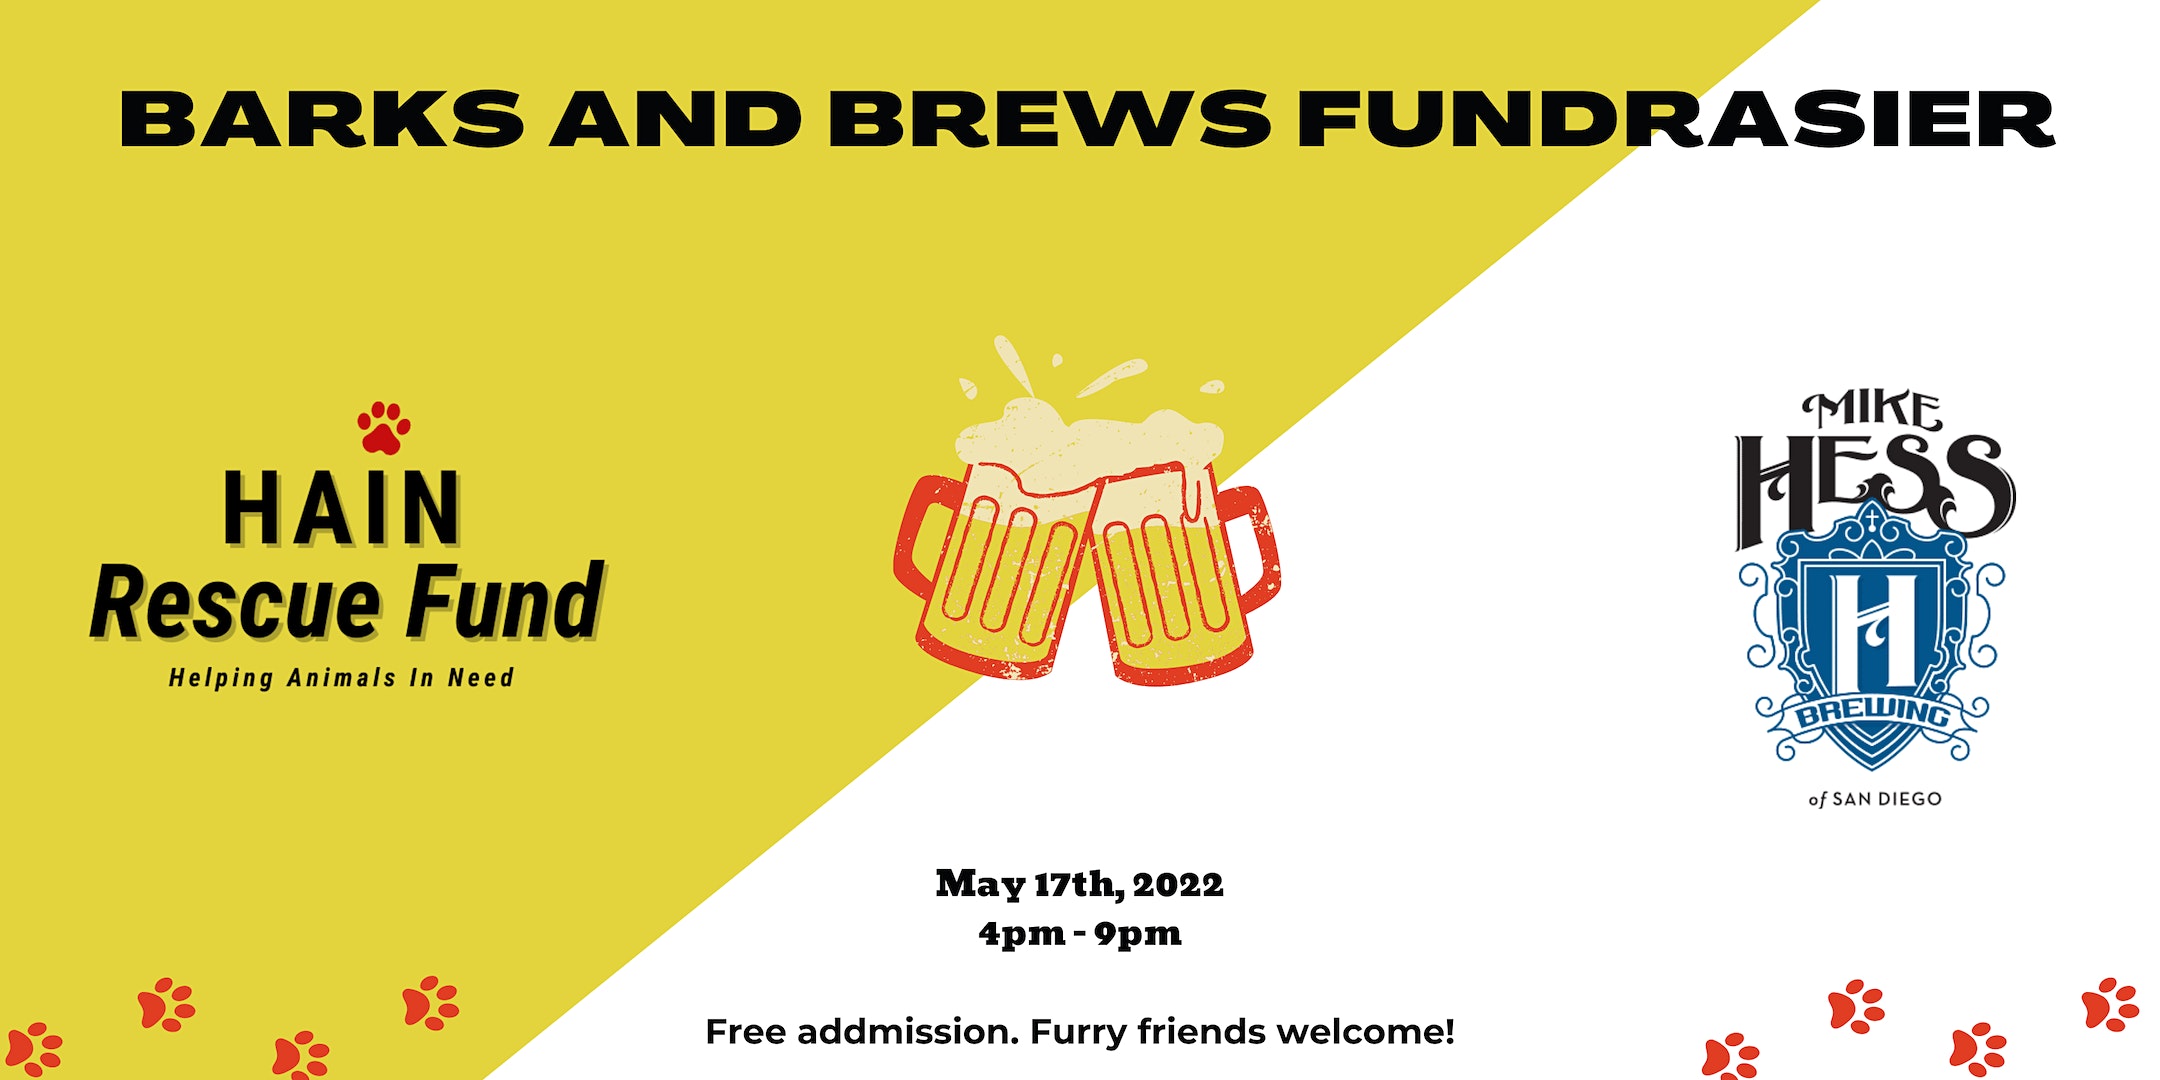 BARKS AND BREWS FUNDRASIER
HAIN
Rescue Fund
Helping Animals In Need
MIKE
HESS
H
BREWING
of SAN DIEGO
May 17th, 2022
4pm - 9pm
Free addmission. Furry friends welcome!